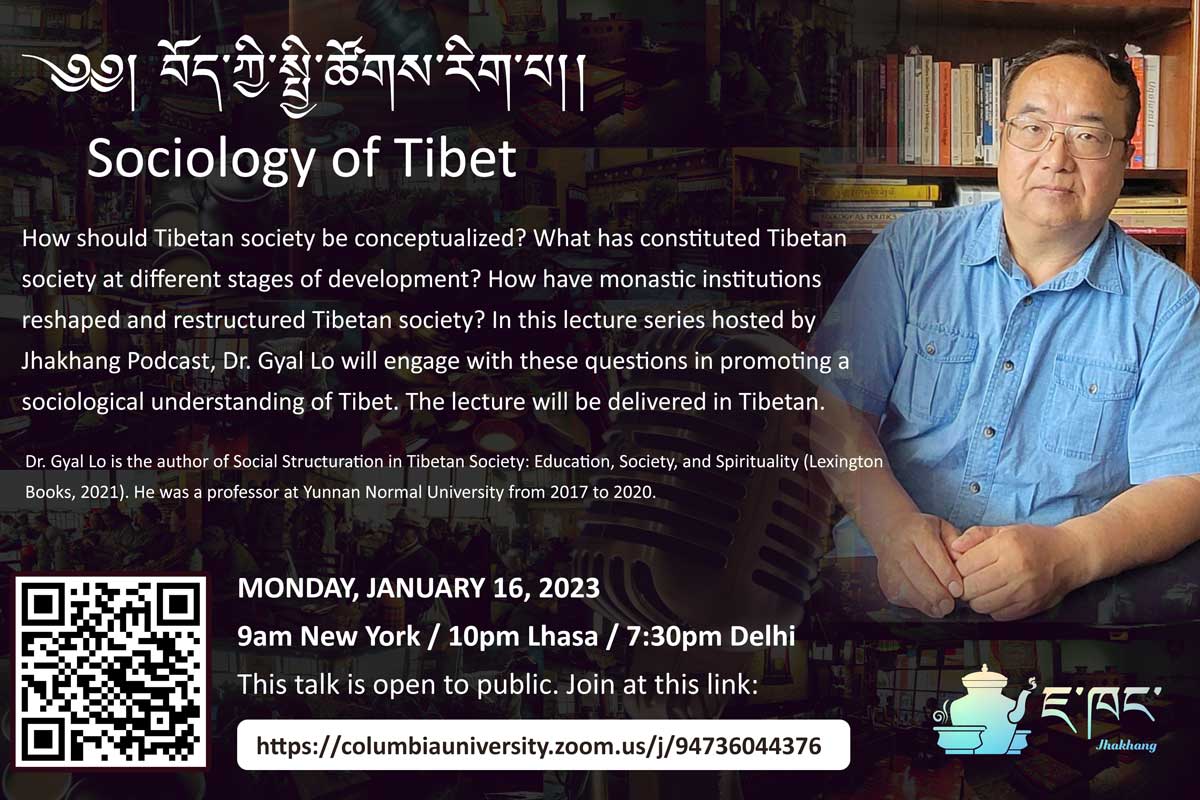 ༄༅། བོད་ཀྱི་སྤྱི་ཚོགས་རིག་པ།།
Sociology of Tibet
How should Tibetan society be conceptualized? What has constituted Tibetan
society at different stages of development? How have monastic institutions
reshaped and restructured Tibetan society? In this lecture series hosted by
Jhakhang Podcast, Dr. Gyal Lo will engage with these questions in promoting a
sociological understanding of Tibet. The lecture will be delivered in Tibetan.
Dr. Gyal Lo is the author of Social Structuration in Tibetan Society: Education, Society, and Spirituality (Lexington
Books, 2021). He was a professor at Yunnan Normal University from 2017 to 2020.
MONDAY, JANUARY 16, 2023
9am New York / 10pm Lhasa / 7:30pm Delhi
This talk is open to public. Join at this link:
https://columbiauniversity.zoom.us/j/94736044376
ཇ་ཁང་
Jhakhang